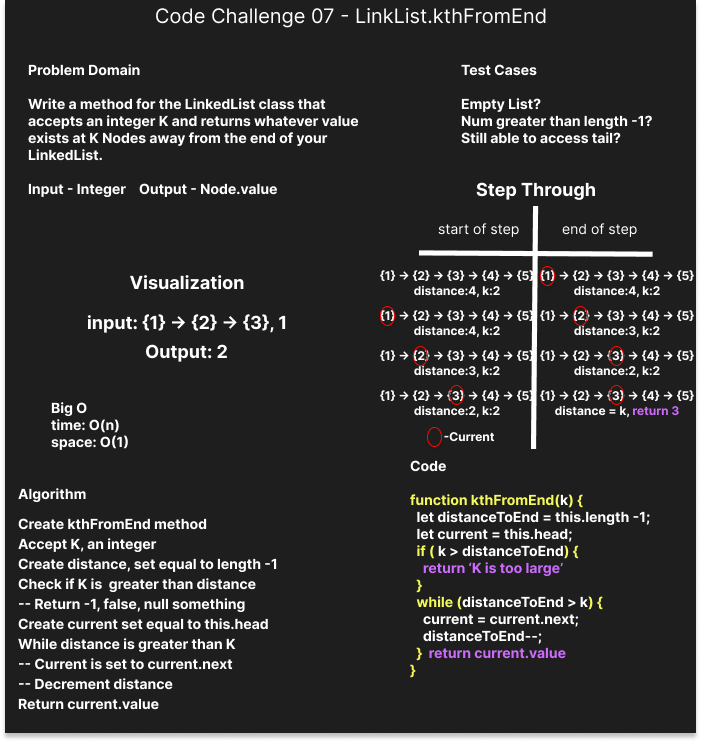 Code Challenge 07 - LinkList.kthFromEnd
Problem Domain
Write a method for the LinkedList class that
accepts an integer K and returns whatever value
exists at K Nodes away from the end of your
LinkedList.
Input - Integer Output - Node.value
Test Cases
Empty List?
Num greater than length -1?
Still able to access tail?
Step Through
start of step end of step
{1} → {2} → {3} → {4} → {5} {1} → {2} → {3} → {4} → {5}
distance:4, k:2 distance:4, k:2
{1} → {2} → {3} → {4} → {5} {1} → {2} → {3} → {4} → {5}
distance:4, k:2 distance:3, k:2
{1} → {2} → {3} → {4} → {5} {1} → {2} → {3} → {4} → {5}
distance:3, k:2 distance:2, k:2
{1} → {2} → {3} → {4} → {5} {1} → {2} → {3} → {4} → {5}
distance:2, k:2 distance = k, return 3
-Current
Visualization
input: {1} → {2} → {3}, 1
Output: 2
Big O
time: O(n)
space: O(1)
Algorithm
Create kthFromEnd method
Accept K, an integer
Create distance, set equal to length -1
Check if K is greater than distance
-- Return -1, false, null something
Create current set equal to this.head
While distance is greater than K
-- Current is set to current.next
-- Decrement distance
Return current.value
Code
function kthFromEnd(k) {
let distanceToEnd = this.length -1;
let current = this.head;
if ( k > distanceToEnd) {
return ‘K is too large’
}
while (distanceToEnd > k) {
current = current.next;
distanceToEnd--;
} return current.value
}